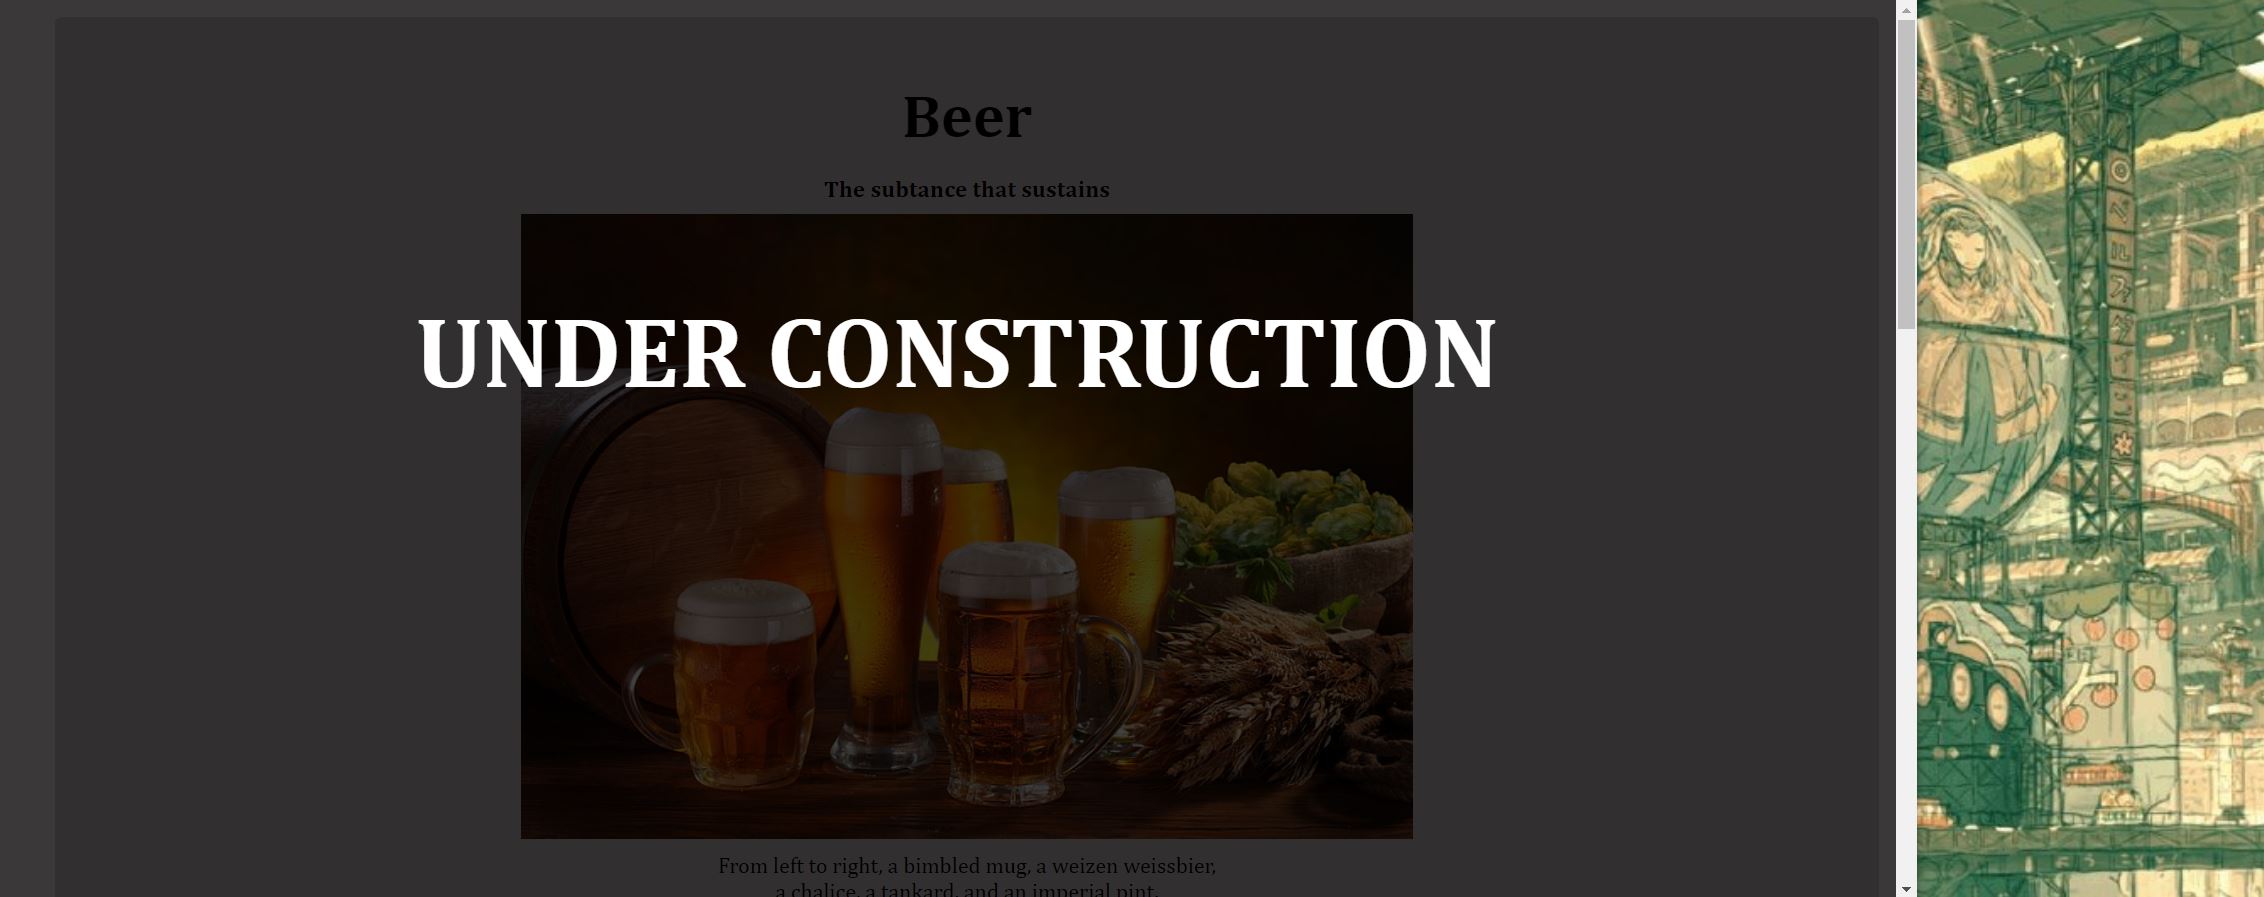 Beer
The subtance that sustains
UNDER CONSTRUCTION
From left to right, a bimbled mug, a weizen weissbier,
a chalice, a tankard, and an imperial pint.